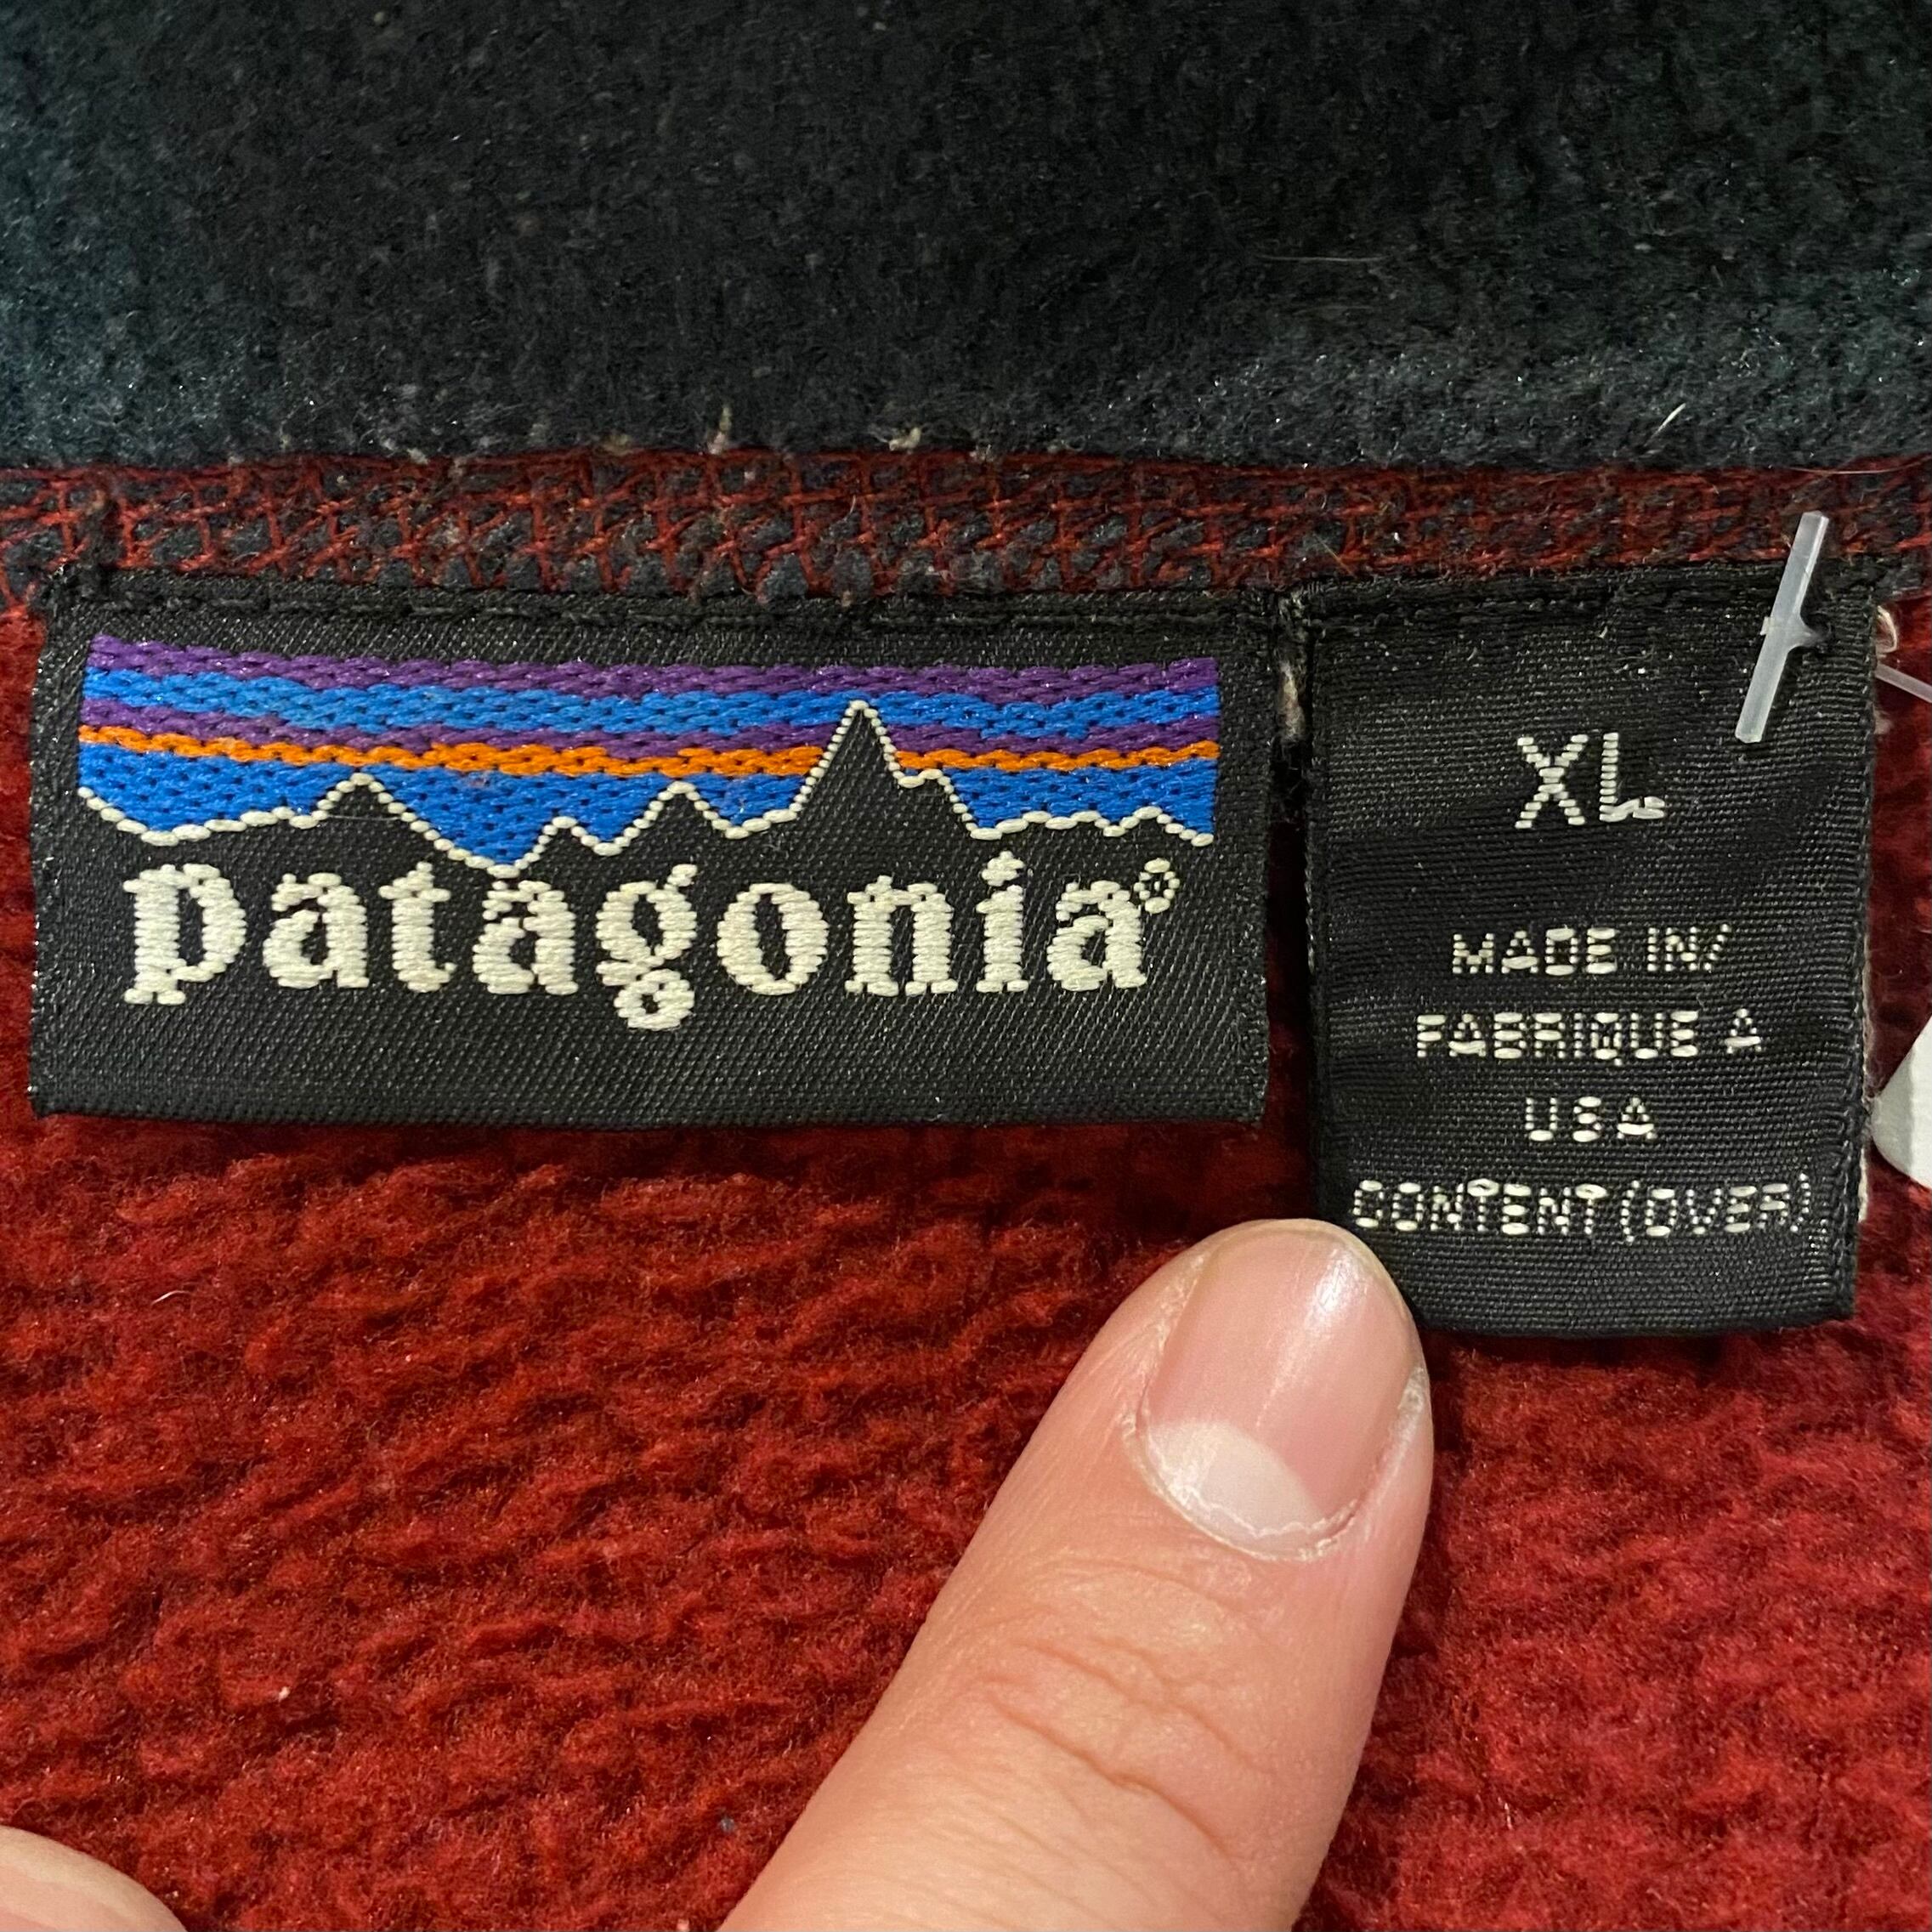 patagonia®
XL
MADE IN/
FABRIQUE A
USA
CONTENT (OVER)